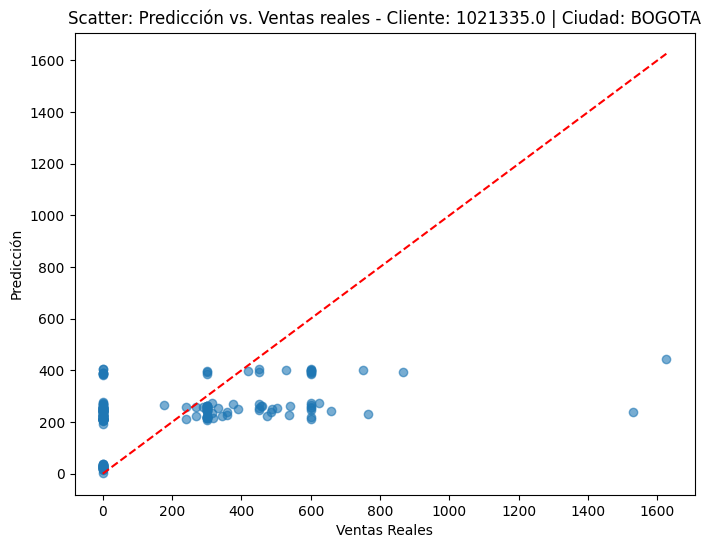 Scatter: Predicción vs. Ventas reales - Cliente: 1021335.0 | Ciudad: BOGOTA
1600
1400
1200
1000
800
600
400
200
0
Predicción
0 200 400 600 800 1000 1200 1400 1600
Ventas Reales